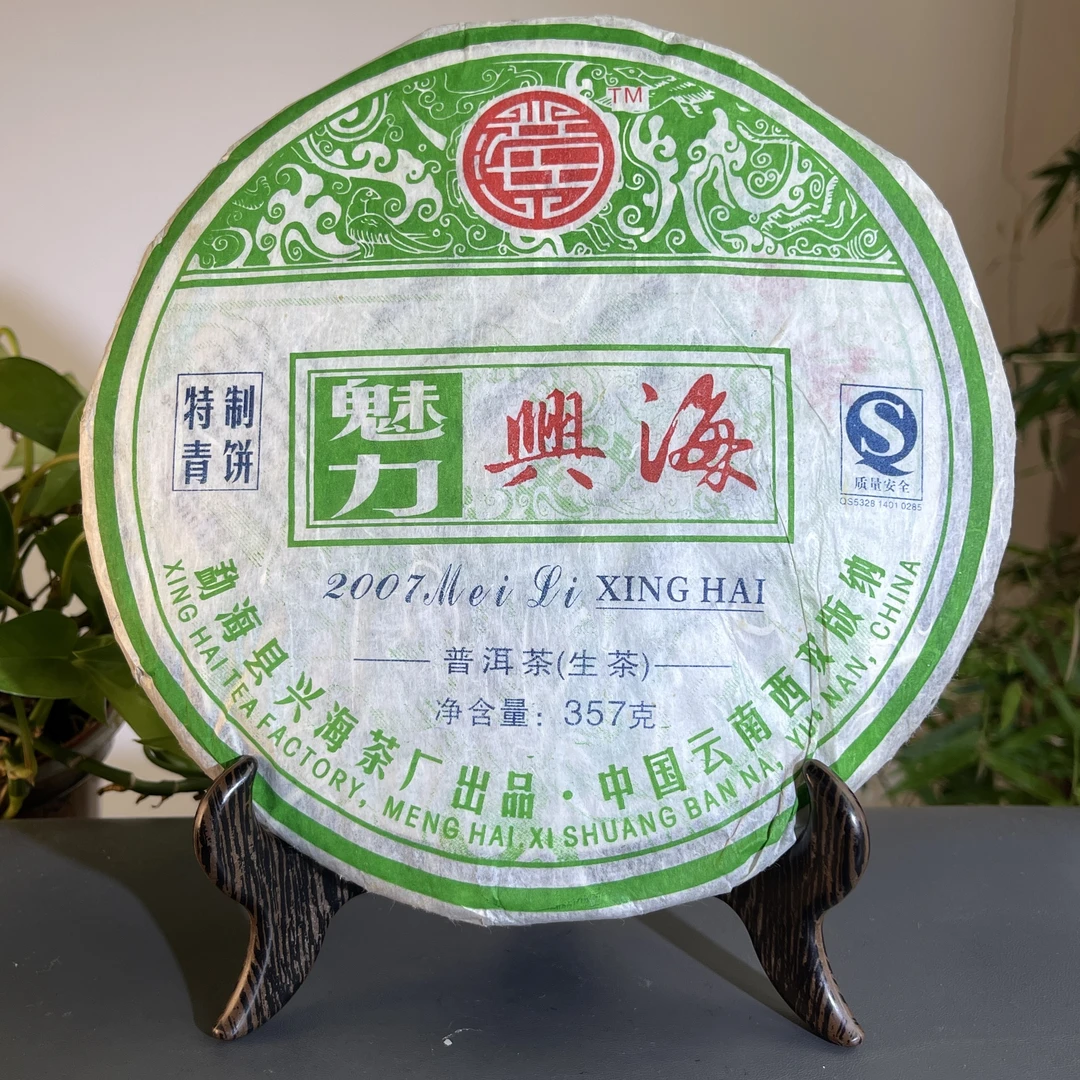 TM
特制
青饼
魅力
興海
质量安全
QS5328 1401 0285
2007 Mei Li XING HAI
普洱茶(生茶)
净含量：357克
勐海县兴海茶厂出品·中国云南西双版纳
XING HAI TEA FACTORY, MENG HAI, XI SHUANG BAN NA, YUN NAN, CHINA